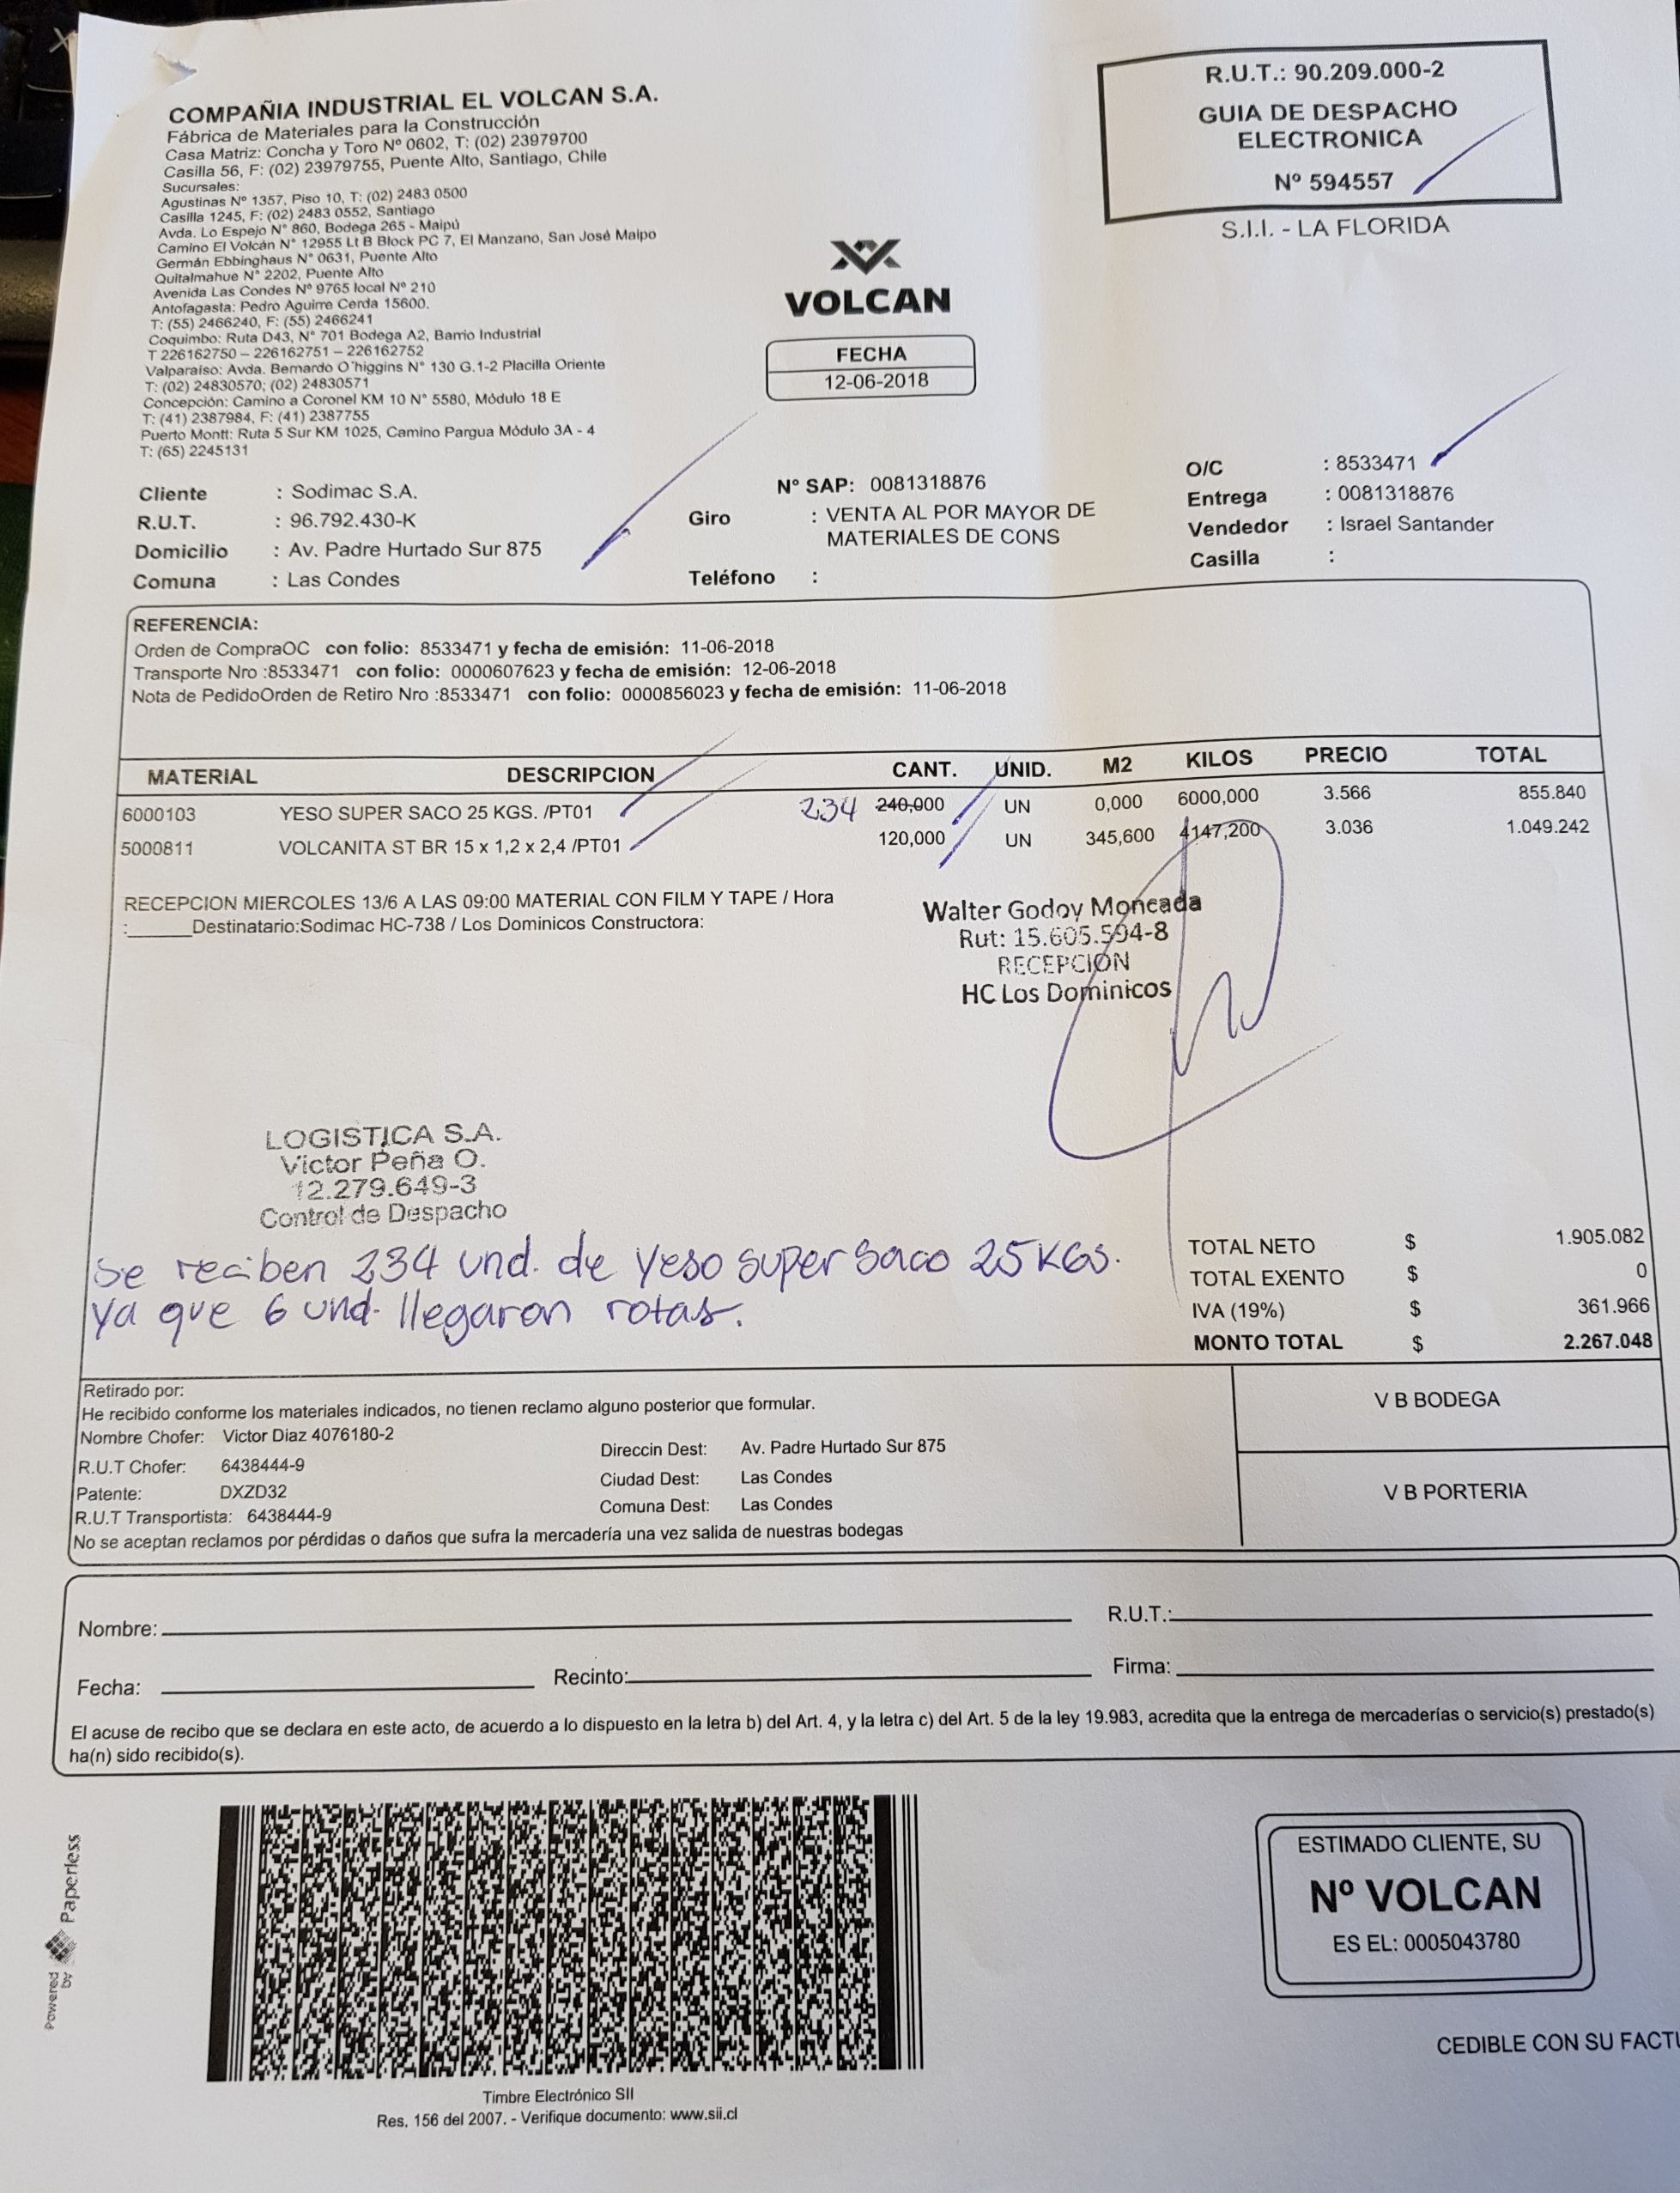 COMPAÑIA INDUSTRIAL EL VOLCAN S.A.
Fábrica de Materiales para la Construcción
Casa Matriz: Concha y Toro Nº 0602, T: (02) 23979700
Casilla 56, F: (02) 23979755, Puente Alto, Santiago, Chile
Sucursales:
Agustinas Nº 1357, Piso 10, T: (02) 2483 0500
Casilla 1245, F: (02) 2483 0552, Santiago
Avda. Lo Espejo N° 860, Bodega 265 - Maipú
Camino El Volcán N° 12955 Lt B Block PC 7, El Manzano, San José Maipo
Germán Ebbinghaus N° 0631, Puente Alto
Quitalmahue N° 2202, Puente Alto
Avenida Las Condes Nº 9765 local Nº 210
Antofagasta: Pedro Aguirre Cerda 15600.
T: (55) 2466240, F: (55) 2466241
Coquimbo: Ruta D43, N° 701 Bodega A2, Barrio Industrial
T 226162750 – 226162751 – 226162752
Valparaíso: Avda. Bernardo O´higgins N° 130 G.1-2 Placilla Oriente
T: (02) 24830570; (02) 24830571
Concepción: Camino a Coronel KM 10 N° 5580, Módulo 18 E
T: (41) 2387984, F: (41) 2387755
Puerto Montt: Ruta 5 Sur KM 1025, Camino Pargua Módulo 3A - 4
T: (65) 2245131
R.U.T.: 90.209.000-2
GUIA DE DESPACHO
ELECTRONICA
Nº 594557
S.I.I. - LA FLORIDA
VOLCAN
FECHA
12-06-2018
Cliente : Sodimac S.A.
R.U.T. : 96.792.430-K
Domicilio : Av. Padre Hurtado Sur 875
Comuna : Las Condes
Nº SAP: 0081318876
Giro : VENTA AL POR MAYOR DE
MATERIALES DE CONS
Teléfono :
O/C : 8533471
Entrega : 0081318876
Vendedor : Israel Santander
Casilla :
REFERENCIA:
Orden de CompraOC con folio: 8533471 y fecha de emisión: 11-06-2018
Transporte Nro :8533471 con folio: 0000607623 y fecha de emisión: 12-06-2018
Nota de PedidoOrden de Retiro Nro :8533471 con folio: 0000856023 y fecha de emisión: 11-06-2018
MATERIAL DESCRIPCION CANT. UNID. M2 KILOS PRECIO TOTAL
6000103 YESO SUPER SACO 25 KGS. /PT01 234 240,000 UN 0,000 6000,000 3.566 855.840
5000811 VOLCANITA ST BR 15 x 1,2 x 2,4 /PT01 120,000 UN 345,600 4147,200 3.036 1.049.242
RECEPCION MIERCOLES 13/6 A LAS 09:00 MATERIAL CON FILM Y TAPE / Hora
:______Destinatario:Sodimac HC-738 / Los Dominicos Constructora:
Walter Godoy Moncada
Rut: 15.605.594-8
RECEPCIÓN
HC Los Dominicos
LOGISTICA S.A.
Victor Peña O.
12.279.649-3
Control de Despacho
Se reciben 234 und. de yeso super saco 25 KGs.
ya que 6 und. llegaron rotas.
TOTAL NETO $ 1.905.082
TOTAL EXENTO $ 0
IVA (19%) $ 361.966
MONTO TOTAL $ 2.267.048
Retirado por:
He recibido conforme los materiales indicados, no tienen reclamo alguno posterior que formular.
Nombre Chofer: Victor Diaz 4076180-2
R.U.T Chofer: 6438444-9
Patente: DXZD32
R.U.T Transportista: 6438444-9
Direccin Dest: Av. Padre Hurtado Sur 875
Ciudad Dest: Las Condes
Comuna Dest: Las Condes
No se aceptan reclamos por pérdidas o daños que sufra la mercadería una vez salida de nuestras bodegas
V B BODEGA
V B PORTERIA
Nombre: R.U.T.:
Fecha: Recinto: Firma:
El acuse de recibo que se declara en este acto, de acuerdo a lo dispuesto en la letra b) del Art. 4, y la letra c) del Art. 5 de la ley 19.983, acredita que la entrega de mercaderías o servicio(s) prestado(s)
ha(n) sido recibido(s).
Powered by Paperless
Timbre Electrónico SII
Res. 156 del 2007. - Verifique documento: www.sii.cl
ESTIMADO CLIENTE, SU
Nº VOLCAN
ES EL: 0005043780
CEDIBLE CON SU FACTU